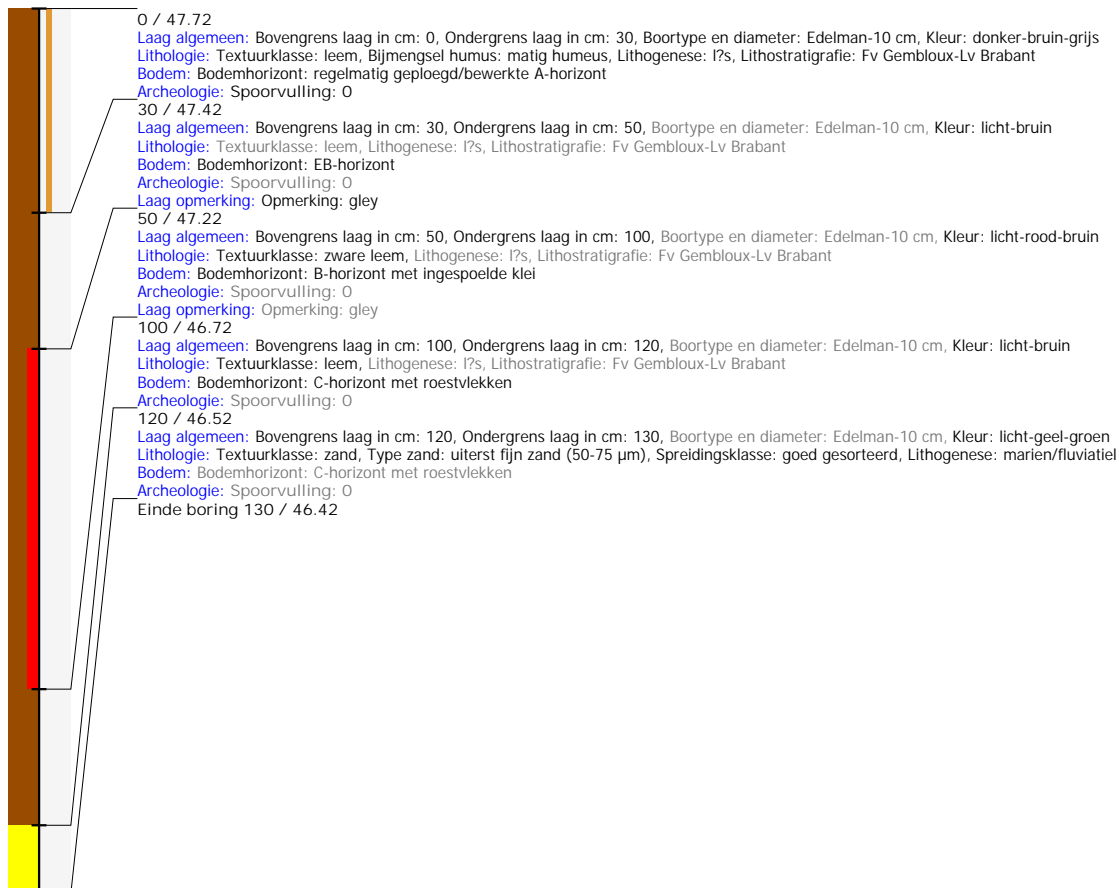 0 / 47.72
Laag algemeen: Bovengrens laag in cm: 0, Ondergrens laag in cm: 30, Boortype en diameter: Edelman-10 cm, Kleur: donker-bruin-grijs
Lithologie: Textuurklasse: leem, Bijmengsel humus: matig humeus, Lithogenese: l?s, Lithostratigrafie: Fv Gembloux-Lv Brabant
Bodem: Bodemhorizont: regelmatig geploegd/bewerkte A-horizont
Archeologie: Spoorvulling: 0
30 / 47.42
Laag algemeen: Bovengrens laag in cm: 30, Ondergrens laag in cm: 50, Boortype en diameter: Edelman-10 cm, Kleur: licht-bruin
Lithologie: Textuurklasse: leem, Lithogenese: l?s, Lithostratigrafie: Fv Gembloux-Lv Brabant
Bodem: Bodemhorizont: EB-horizont
Archeologie: Spoorvulling: 0
Laag opmerking: Opmerking: gley
50 / 47.22
Laag algemeen: Bovengrens laag in cm: 50, Ondergrens laag in cm: 100, Boortype en diameter: Edelman-10 cm, Kleur: licht-rood-bruin
Lithologie: Textuurklasse: zware leem, Lithogenese: l?s, Lithostratigrafie: Fv Gembloux-Lv Brabant
Bodem: Bodemhorizont: B-horizont met ingespoelde klei
Archeologie: Spoorvulling: 0
Laag opmerking: Opmerking: gley
100 / 46.72
Laag algemeen: Bovengrens laag in cm: 100, Ondergrens laag in cm: 120, Boortype en diameter: Edelman-10 cm, Kleur: licht-bruin
Lithologie: Textuurklasse: leem, Lithogenese: l?s, Lithostratigrafie: Fv Gembloux-Lv Brabant
Bodem: Bodemhorizont: C-horizont met roestvlekken
Archeologie: Spoorvulling: 0
120 / 46.52
Laag algemeen: Bovengrens laag in cm: 120, Ondergrens laag in cm: 130, Boortype en diameter: Edelman-10 cm, Kleur: licht-geel-groen
Lithologie: Textuurklasse: zand, Type zand: uiterst fijn zand (50-75 µm), Spreidingsklasse: goed gesorteerd, Lithogenese: marien/fluviatiel
Bodem: Bodemhorizont: C-horizont met roestvlekken
Archeologie: Spoorvulling: 0
Einde boring 130 / 46.42